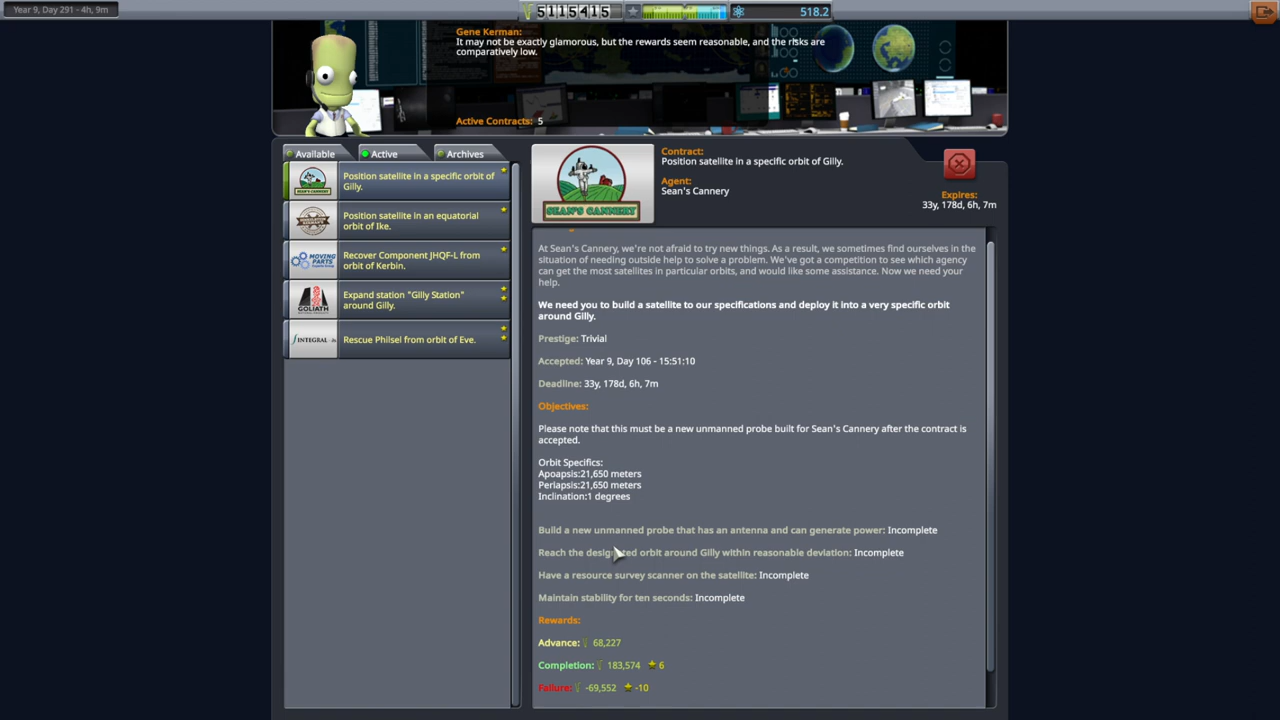 Year 9, Day 291 - 4h, 9m
5115415
518.2
Gene Kerman:
It may not be exactly glamorous, but the rewards seem reasonable, and the risks are
comparatively low.
Active Contracts: 5
Available
Active
Archives
Position satellite in a specific orbit of
Gilly.
Position satellite in an equatorial
orbit of Ike.
MOVING
PARTS
Recover Component JHQF-L from
orbit of Kerbin.
GOLIATH
Expand station "Gilly Station"
around Gilly.
INTEGRAL
Rescue Philsel from orbit of Eve.
SEAN'S CANNERY
Contract:
Position satellite in a specific orbit of Gilly.
Agent:
Sean's Cannery
Expires:
33y, 178d, 6h, 7m
At Sean's Cannery, we're not afraid to try new things. As a result, we sometimes find ourselves in the
situation of needing outside help to solve a problem. We've got a competition to see which agency
can get the most satellites in particular orbits, and would like some assistance. Now we need your
help.
We need you to build a satellite to our specifications and deploy it into a very specific orbit
around Gilly.
Prestige: Trivial
Accepted: Year 9, Day 106 - 15:51:10
Deadline: 33y, 178d, 6h, 7m
Objectives:
Please note that this must be a new unmanned probe built for Sean's Cannery after the contract is
accepted.
Orbit Specifics:
Apoapsis:21,650 meters
Periapsis:21,650 meters
Inclination:1 degrees
Build a new unmanned probe that has an antenna and can generate power: Incomplete
Reach the designated orbit around Gilly within reasonable deviation: Incomplete
Have a resource survey scanner on the satellite: Incomplete
Maintain stability for ten seconds: Incomplete
Rewards:
Advance: 68,227
Completion: 183,574 6
Failure: -69,552 -10